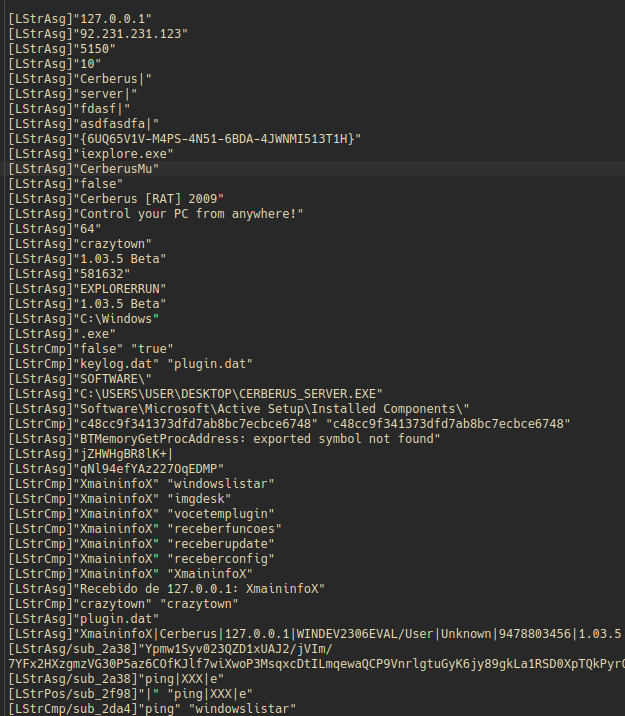 [LStrAsg]"127.0.0.1"
[LStrAsg]"92.231.231.123"
[LStrAsg]"5150"
[LStrAsg]"10"
[LStrAsg]"Cerberus|"
[LStrAsg]"server|"
[LStrAsg]"fdasf|"
[LStrAsg]"asdfasdfa|"
[LStrAsg]"{6UQ65V1V-M4PS-4N51-6BDA-4JWNMI513T1H}"
[LStrAsg]"iexplore.exe"
[LStrAsg]"CerberusMu"
[LStrAsg]"false"
[LStrAsg]"Cerberus [RAT] 2009"
[LStrAsg]"Control your PC from anywhere!"
[LStrAsg]"64"
[LStrAsg]"crazytown"
[LStrAsg]"1.03.5 Beta"
[LStrAsg]"581632"
[LStrAsg]"EXPLORERRUN"
[LStrAsg]"1.03.5 Beta"
[LStrAsg]"C:\Windows"
[LStrAsg]".exe"
[LStrCmp]"false" "true"
[LStrCmp]"keylog.dat" "plugin.dat"
[LStrAsg]"SOFTWARE\"
[LStrAsg]"C:\USERS\USER\DESKTOP\CERBERUS_SERVER.EXE"
[LStrAsg]"Software\Microsoft\Active Setup\Installed Components\"
[LStrCmp]"c48cc9f341373dfd7ab8bc7ecbce6748" "c48cc9f341373dfd7ab8bc7ecbce6748"
[LStrAsg]"BTMemoryGetProcAddress: exported symbol not found"
[LStrAsg]"jZHWHgBR8lK+|
[LStrAsg]"qNl94efYAz227OqEDMP"
[LStrCmp]"XmaininfoX" "windowslistar"
[LStrCmp]"XmaininfoX" "imgdesk"
[LStrCmp]"XmaininfoX" "vocetemplugin"
[LStrCmp]"XmaininfoX" "receberfuncoes"
[LStrCmp]"XmaininfoX" "receberupdate"
[LStrCmp]"XmaininfoX" "receberconfig"
[LStrCmp]"XmaininfoX" "XmaininfoX"
[LStrAsg]"Recebido de 127.0.0.1: XmaininfoX"
[LStrCmp]"crazytown" "crazytown"
[LStrAsg]"plugin.dat"
[LStrAsg]"XmaininfoX|Cerberus|127.0.0.1|WINDEV2306EVAL/User|Unknown|9478803456|1.03.5
[LStrAsg/sub_2a38]"Ypmw1Syv023QZD1xUAJ2/jVIm/
7YFx2HXzgmzVG30P5az6COfKJlf7wiXwoP3MsqxcDtILmqewaQCP9VnrlgtuGyK6jy89gkLa1RSD0XpTQkPyr
[LStrAsg/sub_2a38]"ping|XXX|e"
[LStrPos/sub_2f98]"|" "ping|XXX|e"
[LStrCmp/sub_2da4]"ping" "windowslistar"